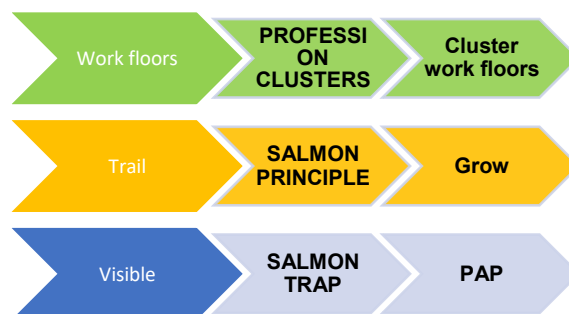 Work floors
PROFESSI
ON
CLUSTERS
Cluster
work floors
Trail
SALMON
PRINCIPLE
Grow
Visible
SALMON
TRAP
PAP